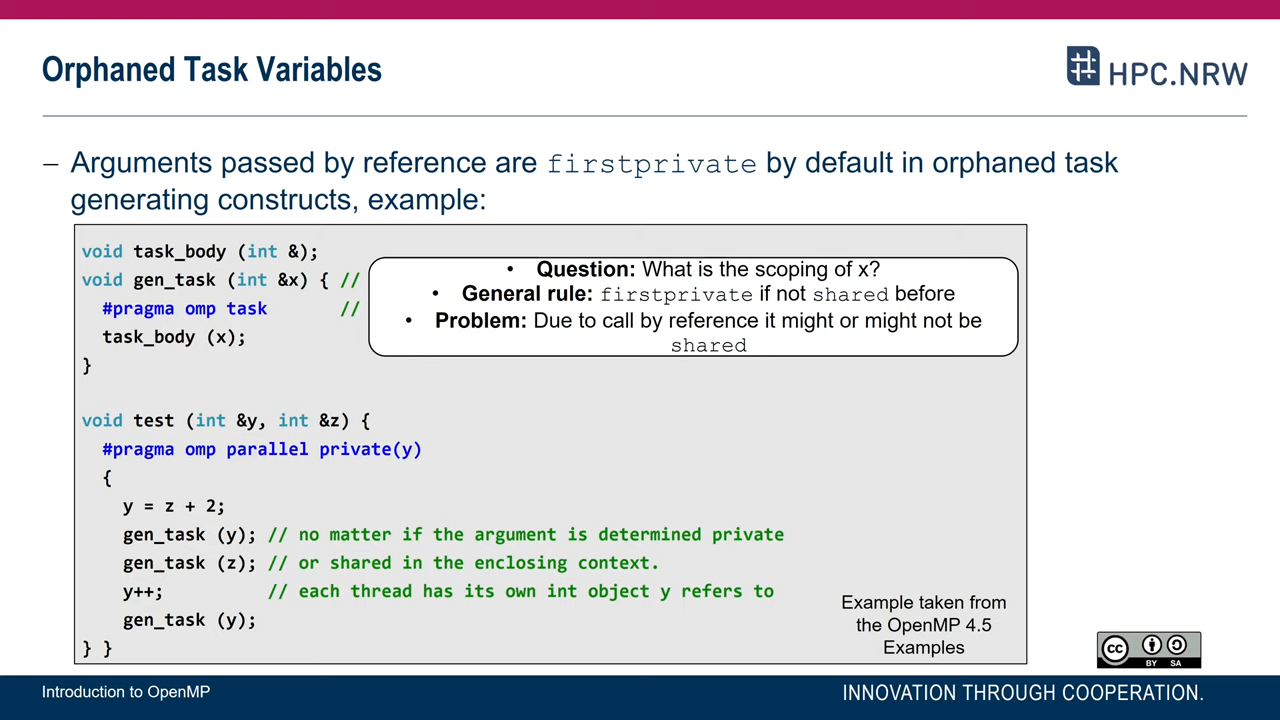 Orphaned Task Variables
HPC.NRW
– Arguments passed by reference are firstprivate by default in orphaned task
generating constructs, example:
void task_body (int &);
void gen_task (int &x) { //
#pragma omp task //
task_body (x);
}
• Question: What is the scoping of x?
• General rule: firstprivate if not shared before
• Problem: Due to call by reference it might or might not be
shared
void test (int &y, int &z) {
#pragma omp parallel private(y)
{
y = z + 2;
gen_task (y); // no matter if the argument is determined private
gen_task (z); // or shared in the enclosing context.
y++; // each thread has its own int object y refers to
gen_task (y);
} }
Example taken from
the OpenMP 4.5
Examples
cc BY SA
Introduction to OpenMP
INNOVATION THROUGH COOPERATION.